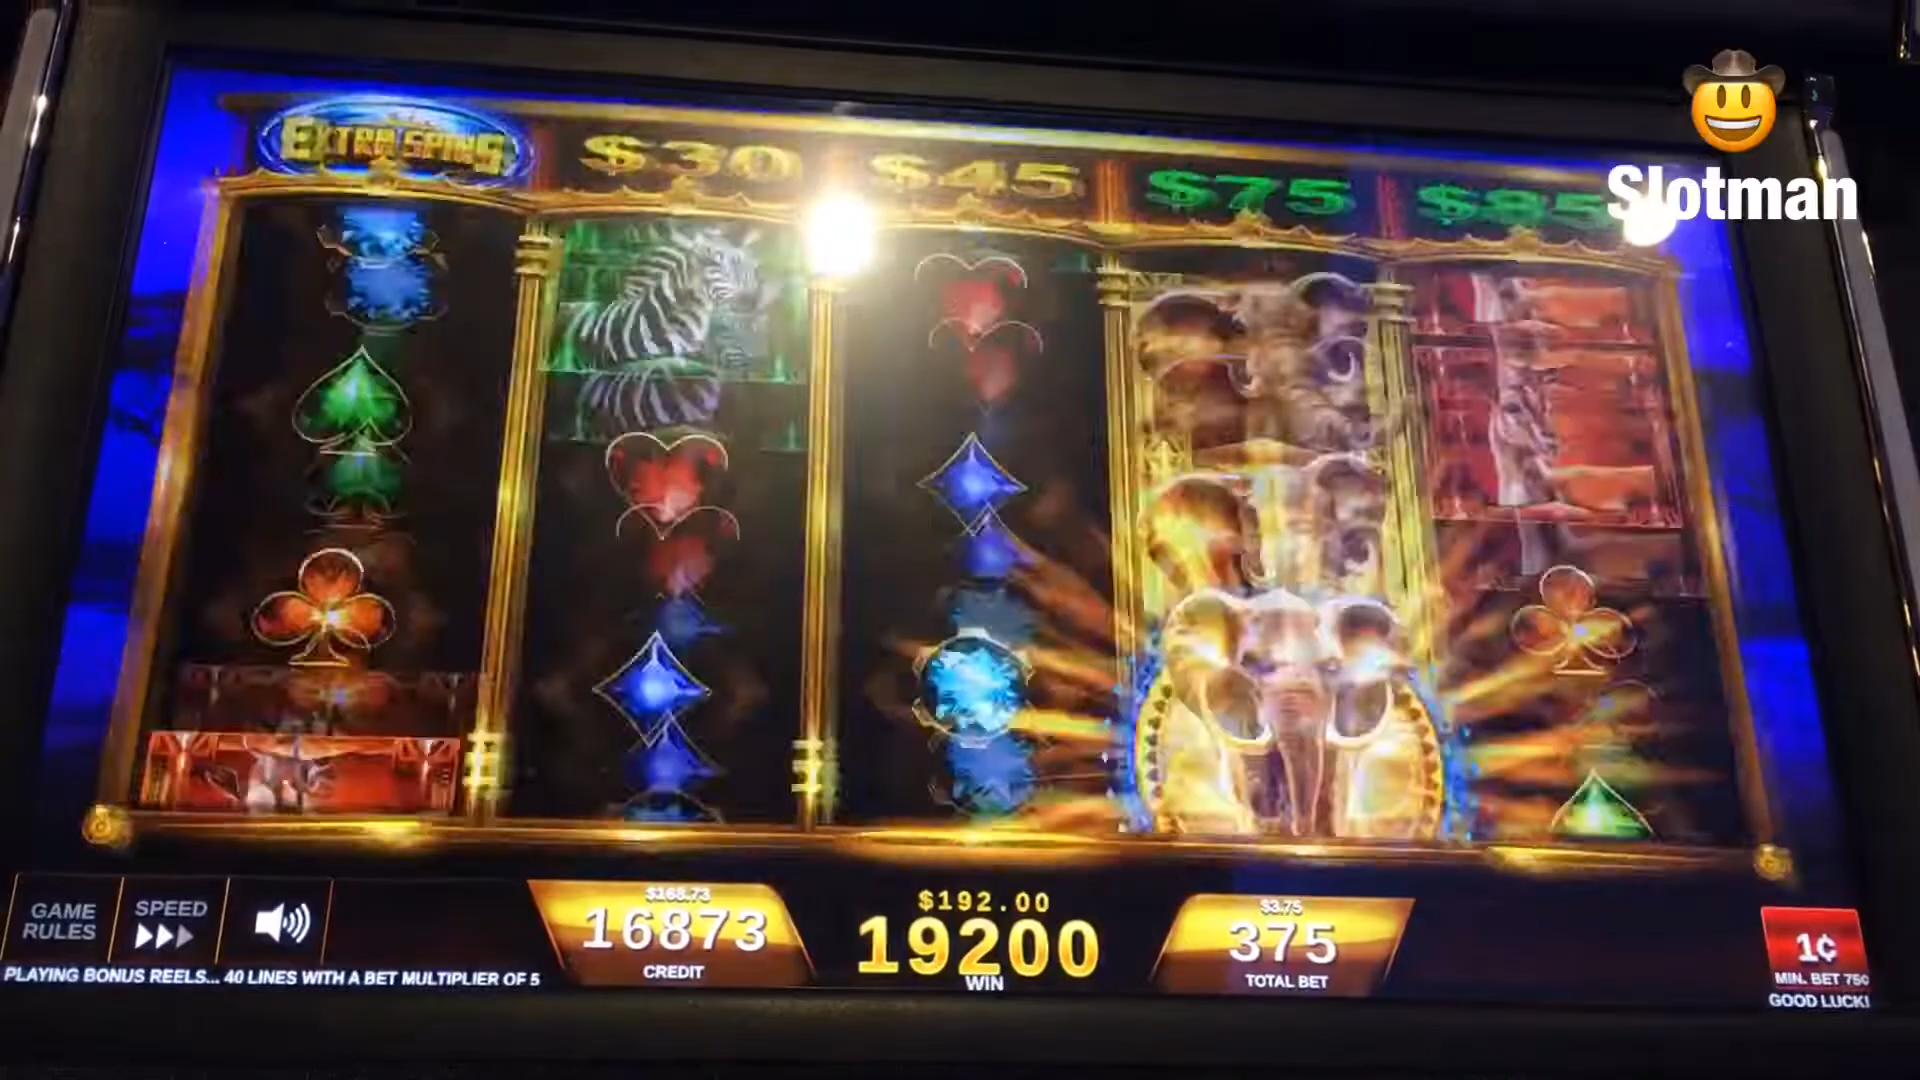 EXTRA SPINS
$30
$45
$75
$85
Slotman
GAME
RULES
SPEED
$168.73
16873
CREDIT
$192.00
19200
WIN
$3.75
375
TOTAL BET
1¢
MIN. BET 75¢
GOOD LUCK!
PLAYING BONUS REELS... 40 LINES WITH A BET MULTIPLIER OF 5